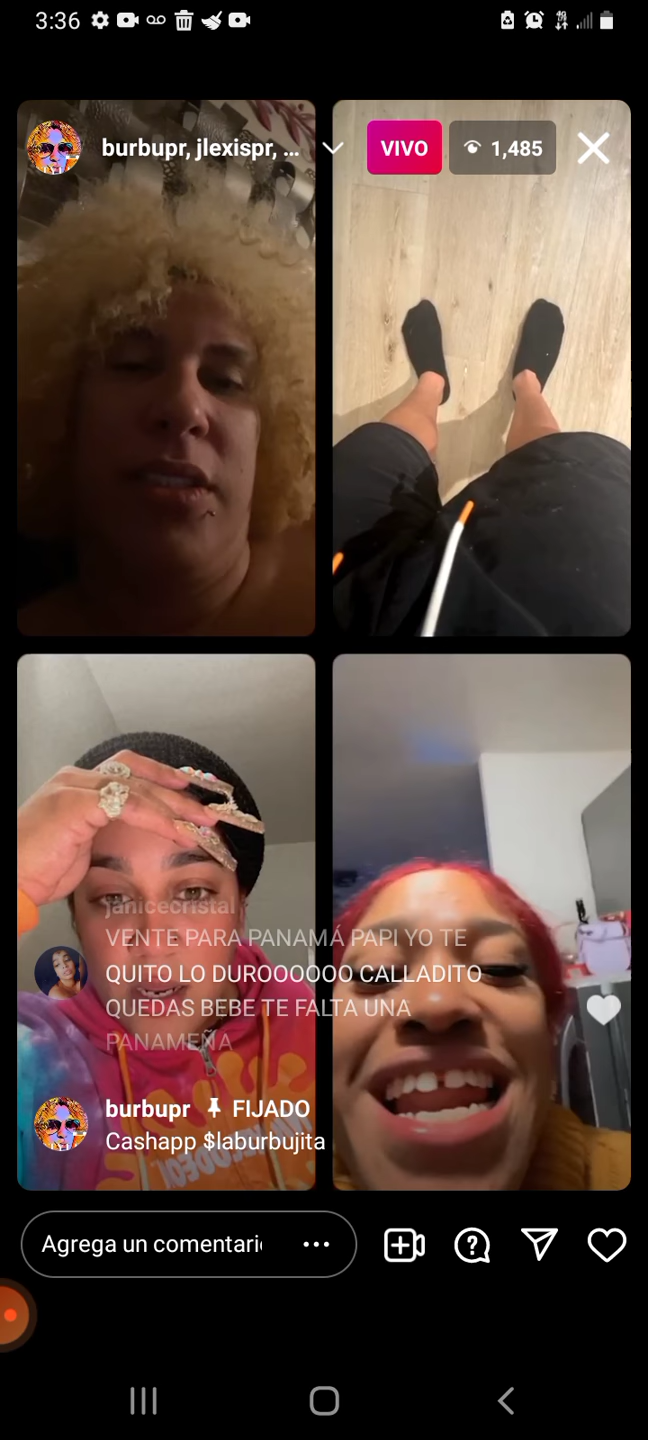 3:36
burbupr, jlexispr, ...
VIVO
1,485
janicecristal
VENTE PARA PANAMÁ PAPI YO TE
QUITO LO DUROOOOOO CALLADITO
QUEDAS BEBE TE FALTA UNA
PANAMEÑA
burbupr FIJADO
Cashapp $laburbujita
Agrega un comentari